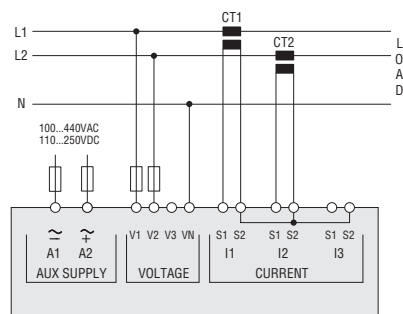 CT1
L1
CT2
L2
N
LOAD
100...440VAC
110...250VDC
V1 V2 V3 VN S1 S2 S1 S2 S1 S2
A1 A2 I1 I2 I3
AUX SUPPLY VOLTAGE CURRENT